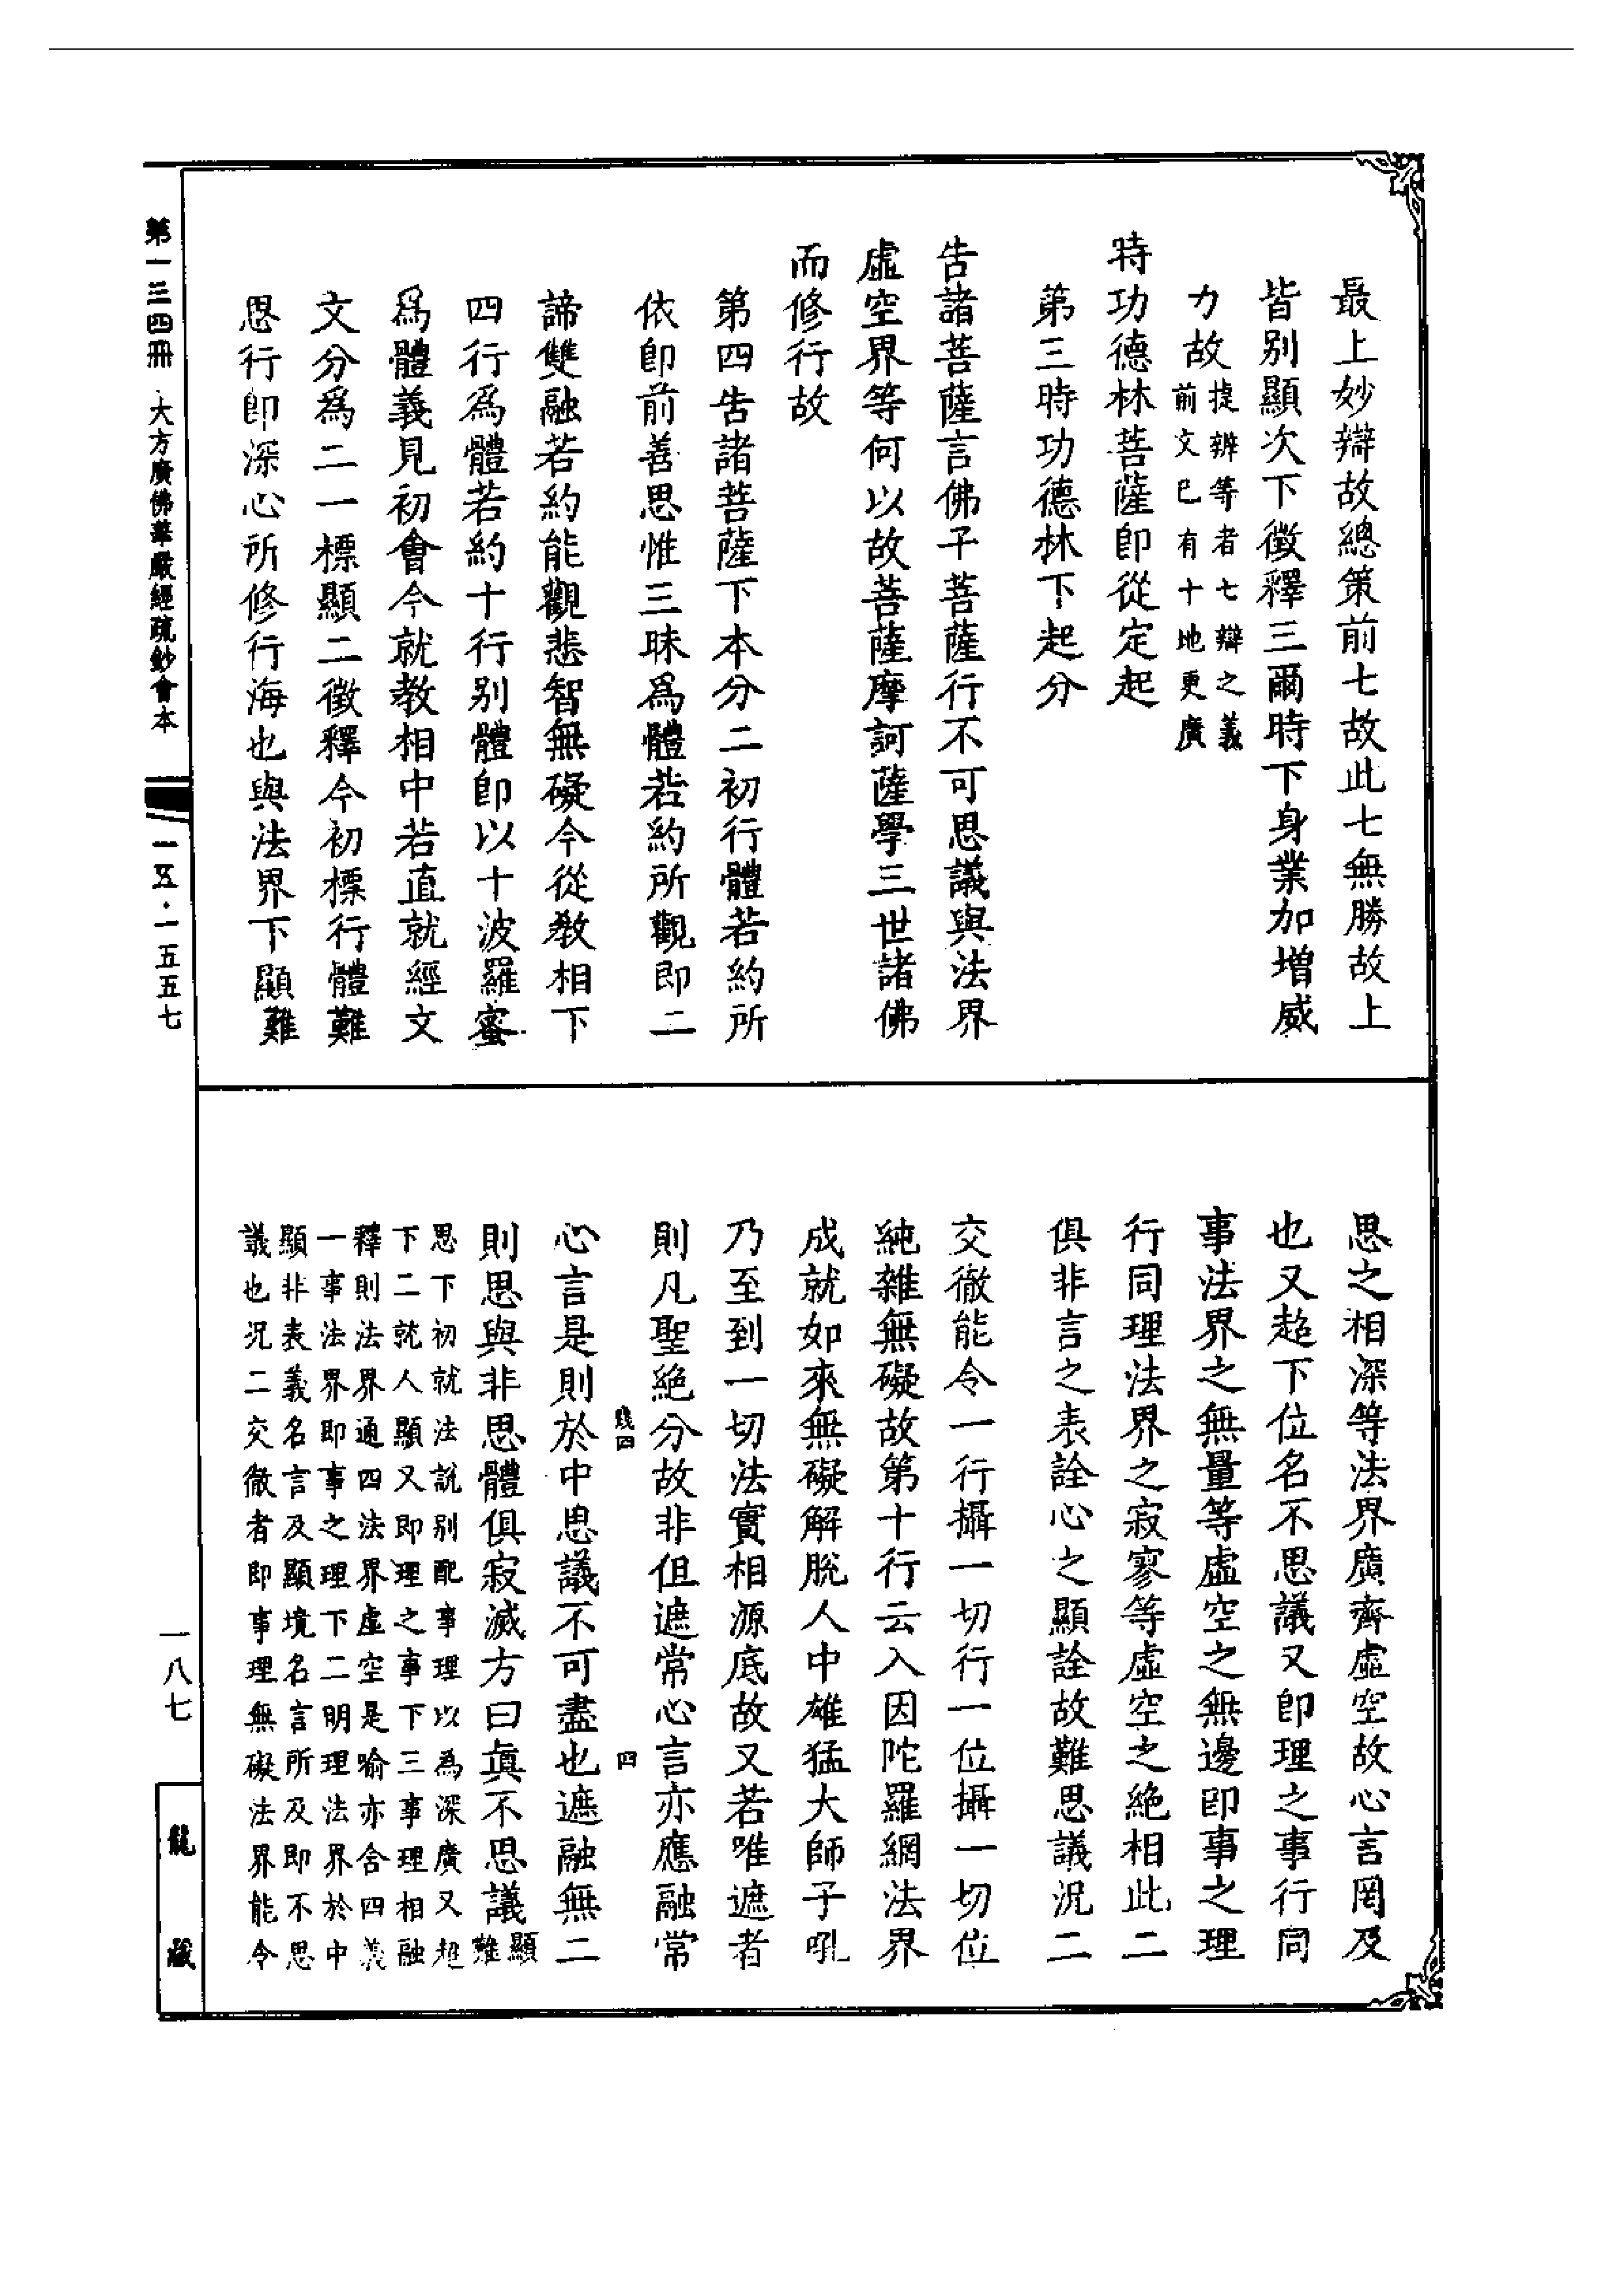 最上妙辯故總策前七故此七無勝故上
皆別顯次下徵釋三爾時下身業加增威
力故
捷辨等者七辯之義
前文已有十地更廣
時功德林菩薩即從定起
第三時功德林下起分
告諸菩薩言佛子菩薩行不可思議與法界
虛空界等何以故菩薩摩訶薩學三世諸佛
而修行故
第四告諸菩薩下本分二初行體若約所
依即前善思惟三昧為體若約所觀即二
諦雙融若約能觀悲智無礙今從教相下
四行為體若約十行別體即以十波羅蜜
為體義見初會今就教相中若直就經文
文分為二一標顯二徵釋今初標行體難
思行即深心所修行海也與法界下顯難
思之相深等法界廣齊虛空故心言罔及
也又超下位名不思議又即理之事行同
事法界之無量等虛空之無邊即事之理
行同理法界之寂寥等虛空之絕相此二
俱非言之表詮心之顯詮故難思議況二
交徹能令一行攝一切行一位攝一切位
純雜無礙故第十行云入因陀羅網法界
成就如來無礙解脫人中雄猛大師子吼
乃至到一切法實相源底故又若唯遮者
則凡聖絕分故非但遮常心言亦應融常
心言是則於中思議不可盡也遮融無二
則思與非思體俱寂滅方曰真不思議
顯難
思下初就法說別配事理以為深廣又超
下二就人顯又即理之事下三事理相融
釋則法界通四法界虛空是喻亦含四義
一事法界即事之理下二明理法界於中
顯非表義名言及顯境名言所及即不思
議也況二交徹者即事理無礙法界能令
四
第一三四冊 大方廣佛華嚴經疏鈔會本
一五·一五五七
一八七
龍藏